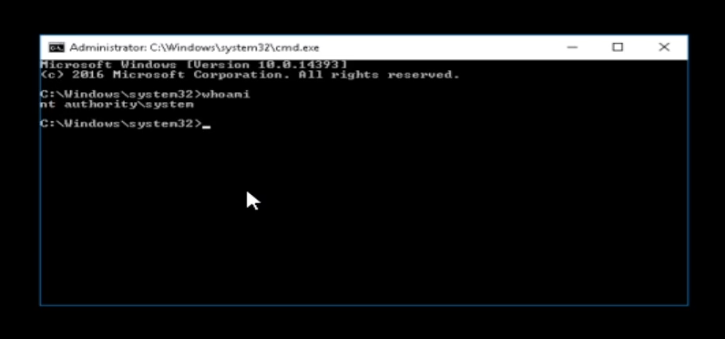 Administrator: C:\Windows\system32\cmd.exe
Microsoft Windows [Version 10.0.14393]
(c) 2016 Microsoft Corporation. All rights reserved.
C:\Windows\system32>whoami
nt authority\system
C:\Windows\system32>